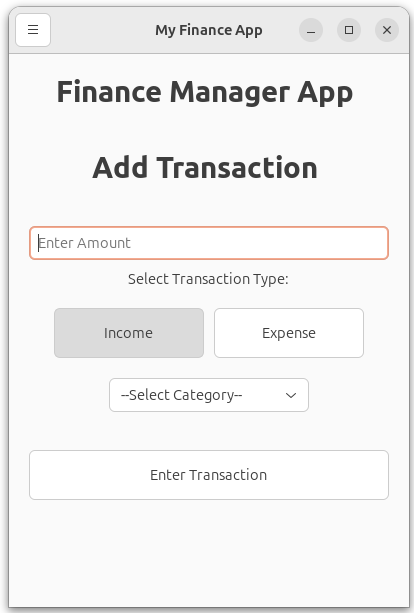 My Finance App
Finance Manager App
Add Transaction
Enter Amount
Select Transaction Type:
Income Expense
--Select Category--
Enter Transaction